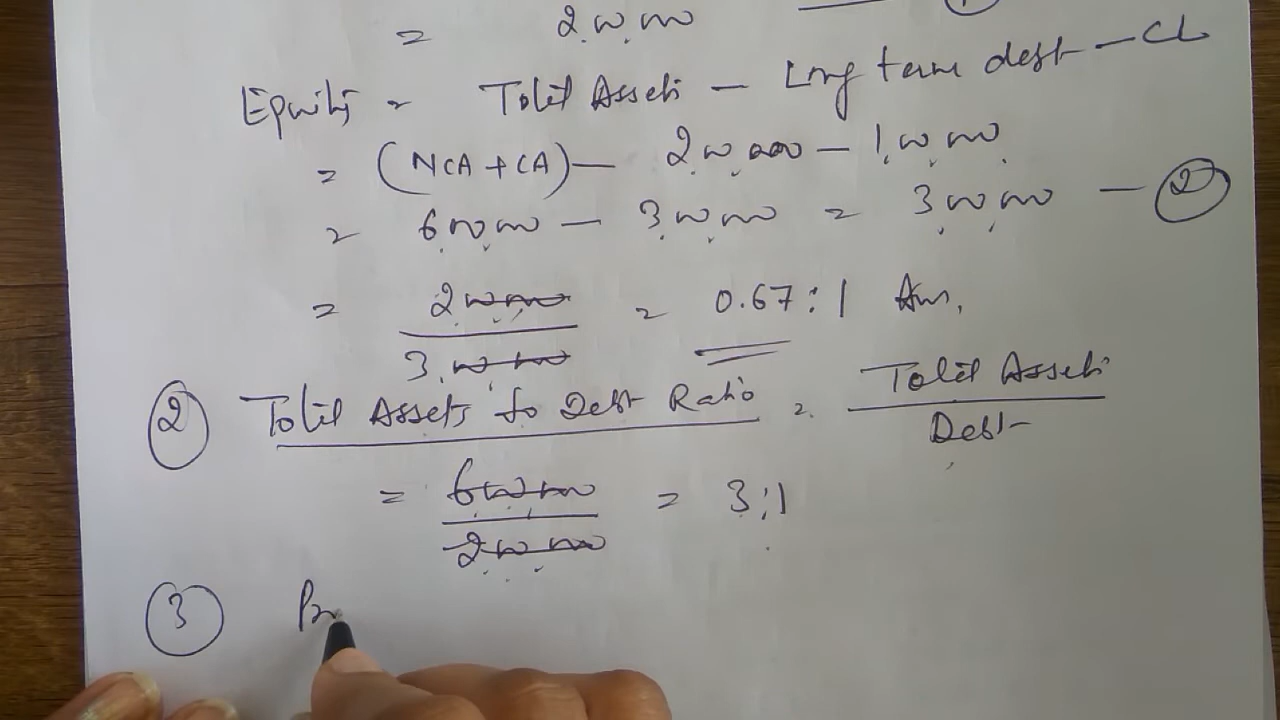 = 2,00,000 ①
Equity = Total Assets - Long term debt - CL
= (NCA + CA) - 2,00,000 - 1,00,000
= 6,00,000 - 3,00,000 = 3,00,000 - ②
= 2,00,000 / 3,00,000 = 0.67:1 Ans.
② Total Assets to Debt Ratio = Total Assets / Debt
= 6,00,000 / 2,00,000 = 3:1
③ Pr